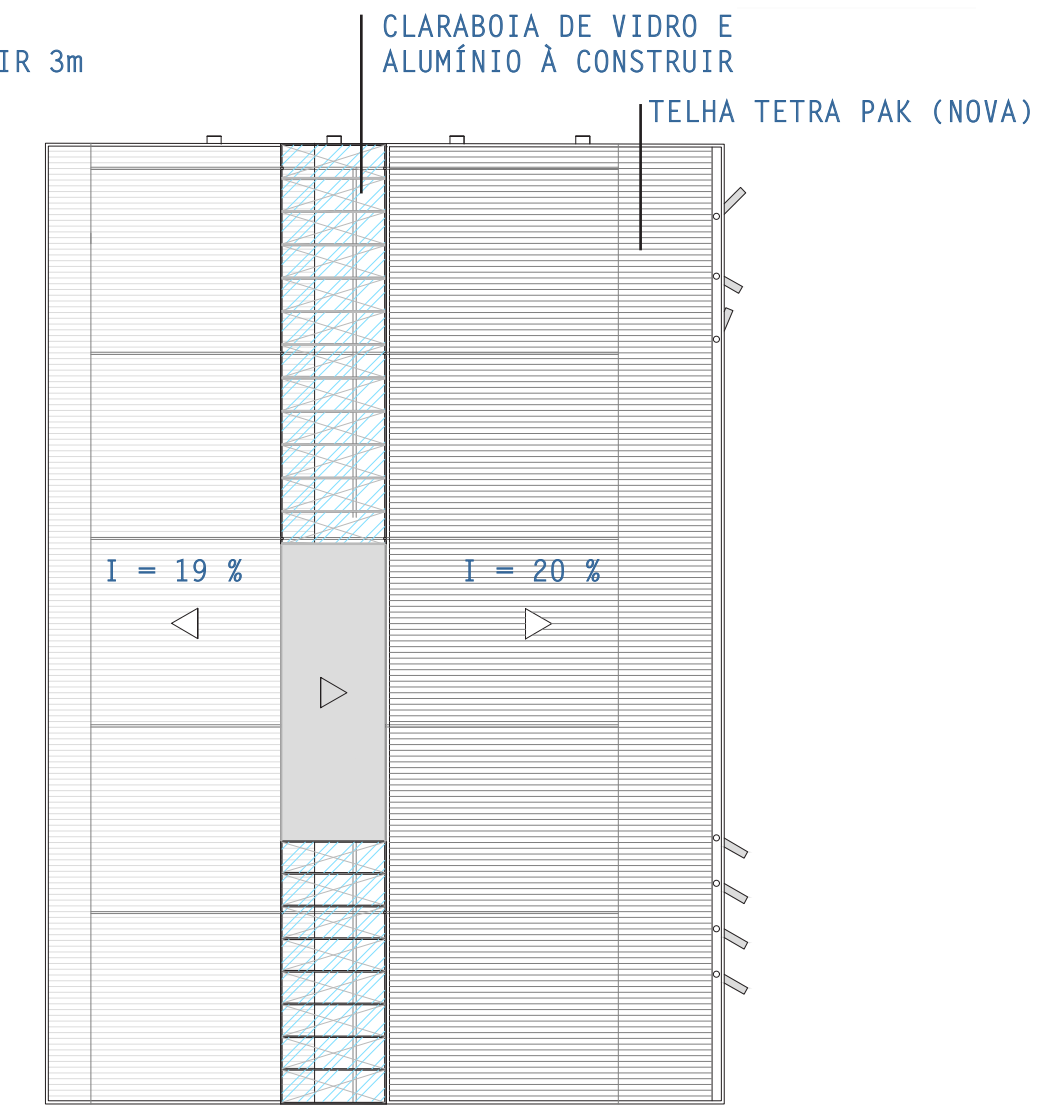 CLARABOIA DE VIDRO E
ALUMÍNIO À CONSTRUIR
IR 3m
TELHA TETRA PAK (NOVA)
I = 19 %
I = 20 %